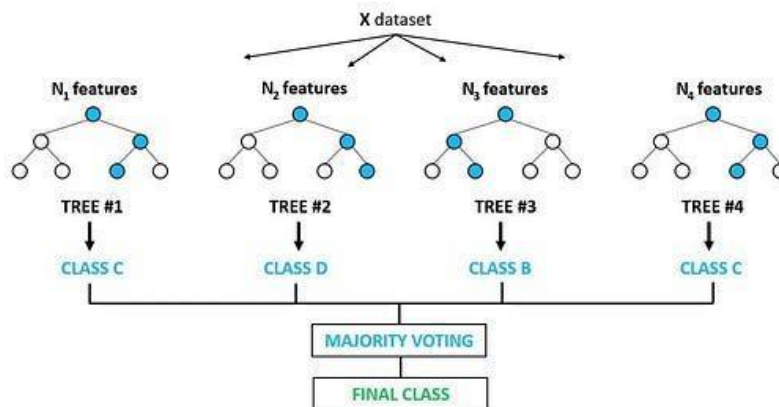 X dataset
N₁ features N₂ features N₃ features N₄ features
TREE #1 TREE #2 TREE #3 TREE #4
CLASS C CLASS D CLASS B CLASS C
MAJORITY VOTING
FINAL CLASS